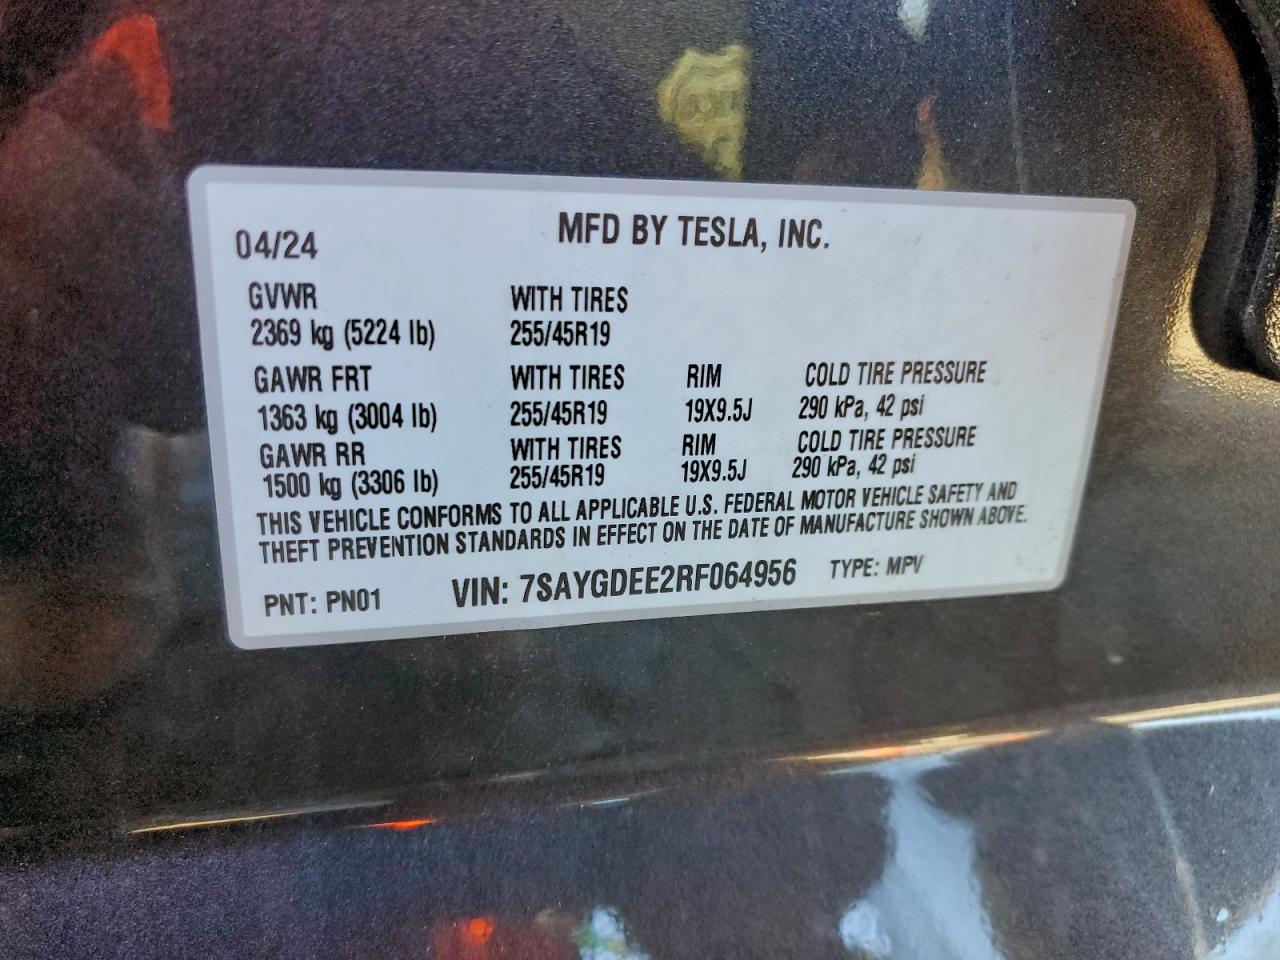 04/24 MFD BY TESLA, INC.
GVWR WITH TIRES
2369 kg (5224 lb) 255/45R19
GAWR FRT WITH TIRES RIM COLD TIRE PRESSURE
1363 kg (3004 lb) 255/45R19 19X9.5J 290 kPa, 42 psi
GAWR RR WITH TIRES RIM COLD TIRE PRESSURE
1500 kg (3306 lb) 255/45R19 19X9.5J 290 kPa, 42 psi
THIS VEHICLE CONFORMS TO ALL APPLICABLE U.S. FEDERAL MOTOR VEHICLE SAFETY AND
THEFT PREVENTION STANDARDS IN EFFECT ON THE DATE OF MANUFACTURE SHOWN ABOVE.
PNT: PN01 VIN: 7SAYGDEE2RF064956 TYPE: MPV